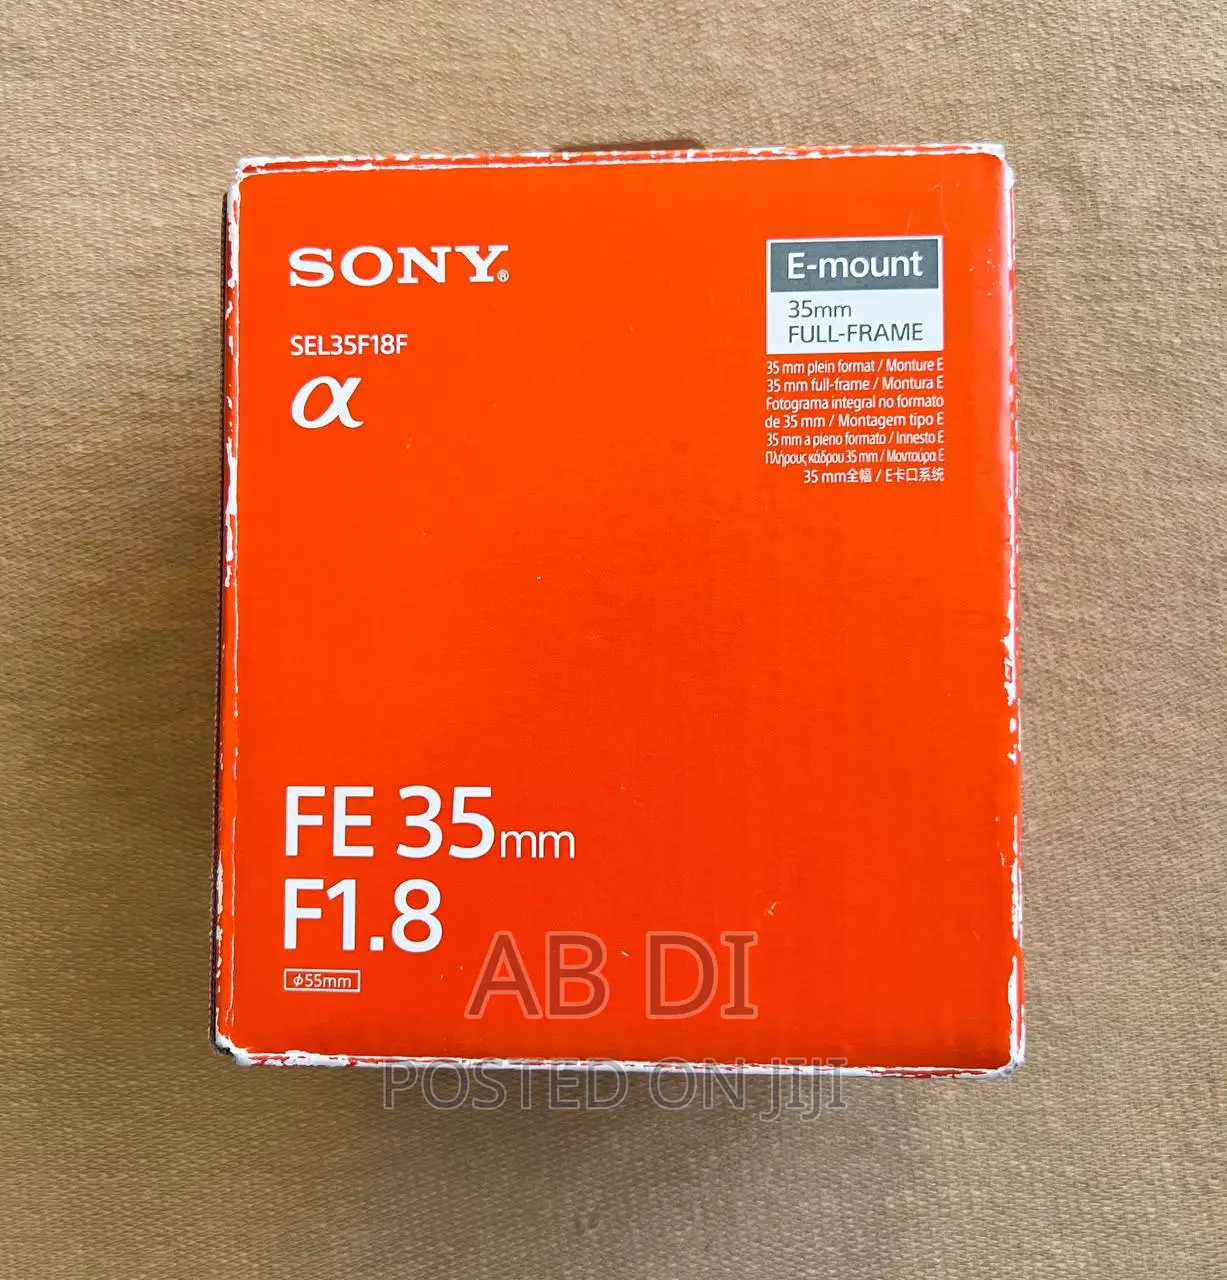 SONY®
SEL35F18F
α
E-mount
35mm
FULL-FRAME
35 mm plein format / Monture E
35 mm full-frame / Montura E
Fotograma integral no formato
de 35 mm / Montagem tipo E
35 mm a pieno formato / Innesto E
Πλήρους κάδρου 35 mm / Μοντούρα E
35 mm全幅 / E卡口系统
FE 35mm
F1.8
ϕ55mm
AB DI
POSTED ON JIJI